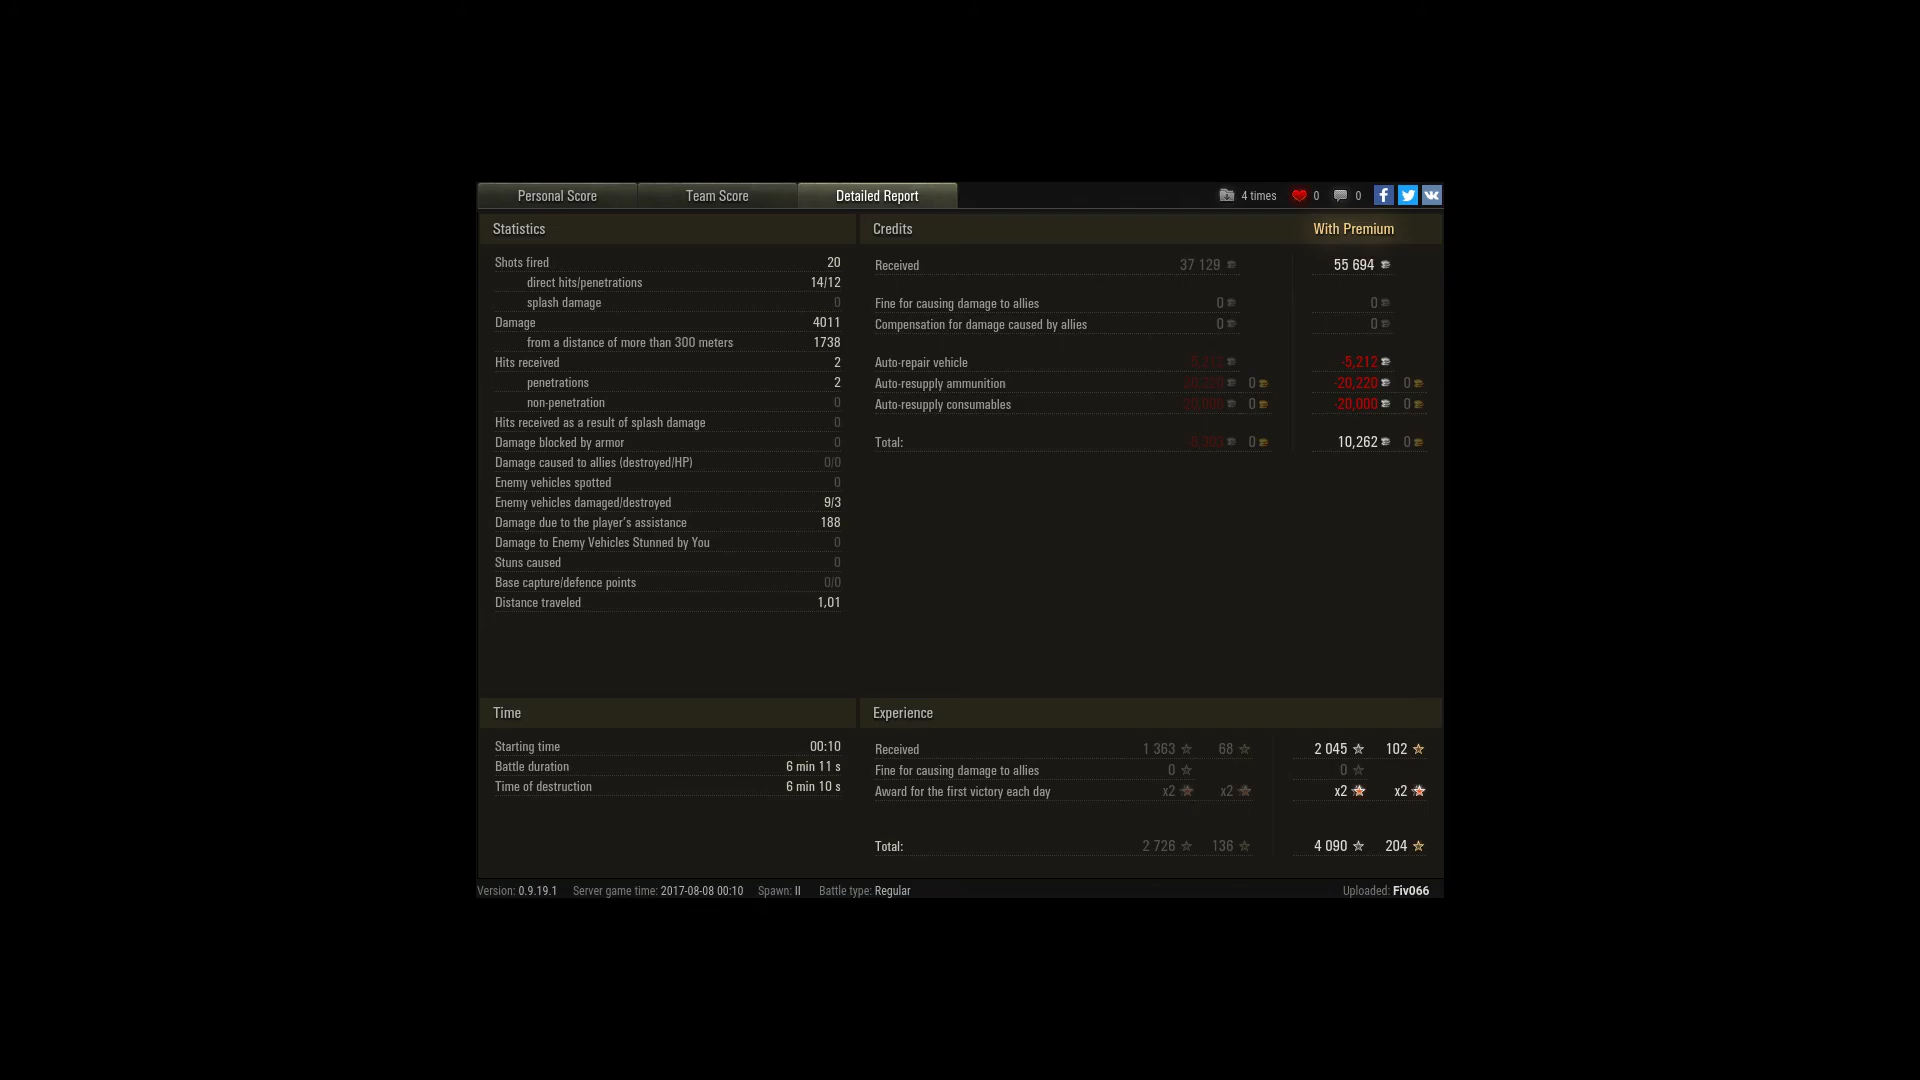 Personal Score Team Score Detailed Report 4 times 0 0
Statistics
Shots fired 20
direct hits/penetrations 14/12
splash damage 0
Damage 4011
from a distance of more than 300 meters 1738
Hits received 2
penetrations 2
non-penetration 0
Hits received as a result of splash damage 0
Damage blocked by armor 0
Damage caused to allies (destroyed/HP) 0/0
Enemy vehicles spotted 0
Enemy vehicles damaged/destroyed 9/3
Damage due to the player's assistance 188
Damage to Enemy Vehicles Stunned by You 0
Stuns caused 0
Base capture/defence points 0/0
Distance traveled 1,01
Credits With Premium
Received 37 129 55 694
Fine for causing damage to allies 0 0
Compensation for damage caused by allies 0 0
Auto-repair vehicle -5,212 -5,212
Auto-resupply ammunition -20,220 0 -20,220 0
Auto-resupply consumables -20,000 0 -20,000 0
Total: -8,303 0 10,262 0
Time
Starting time 00:10
Battle duration 6 min 11 s
Time of destruction 6 min 10 s
Experience
Received 1 363 68 2 045 102
Fine for causing damage to allies 0 0
Award for the first victory each day x2 x2 x2 x2
Total: 2 726 136 4 090 204
Version: 0.9.19.1 Server game time: 2017-08-08 00:10 Spawn: II Battle type: Regular Uploaded: Fiv066